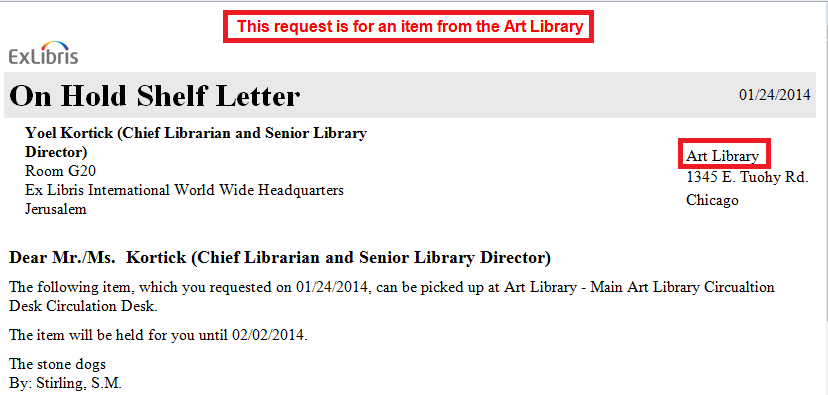 This request is for an item from the Art Library
ExLibris
On Hold Shelf Letter
01/24/2014
Yoel Kortick (Chief Librarian and Senior Library
Director)
Room G20
Ex Libris International World Wide Headquarters
Jerusalem
Art Library
1345 E. Tuohy Rd.
Chicago
Dear Mr./Ms.  Kortick (Chief Librarian and Senior Library Director)
The following item, which you requested on 01/24/2014, can be picked up at Art Library - Main Art Library Circualtion
Desk Circulation Desk.
The item will be held for you until 02/02/2014.
The stone dogs
By: Stirling, S.M.